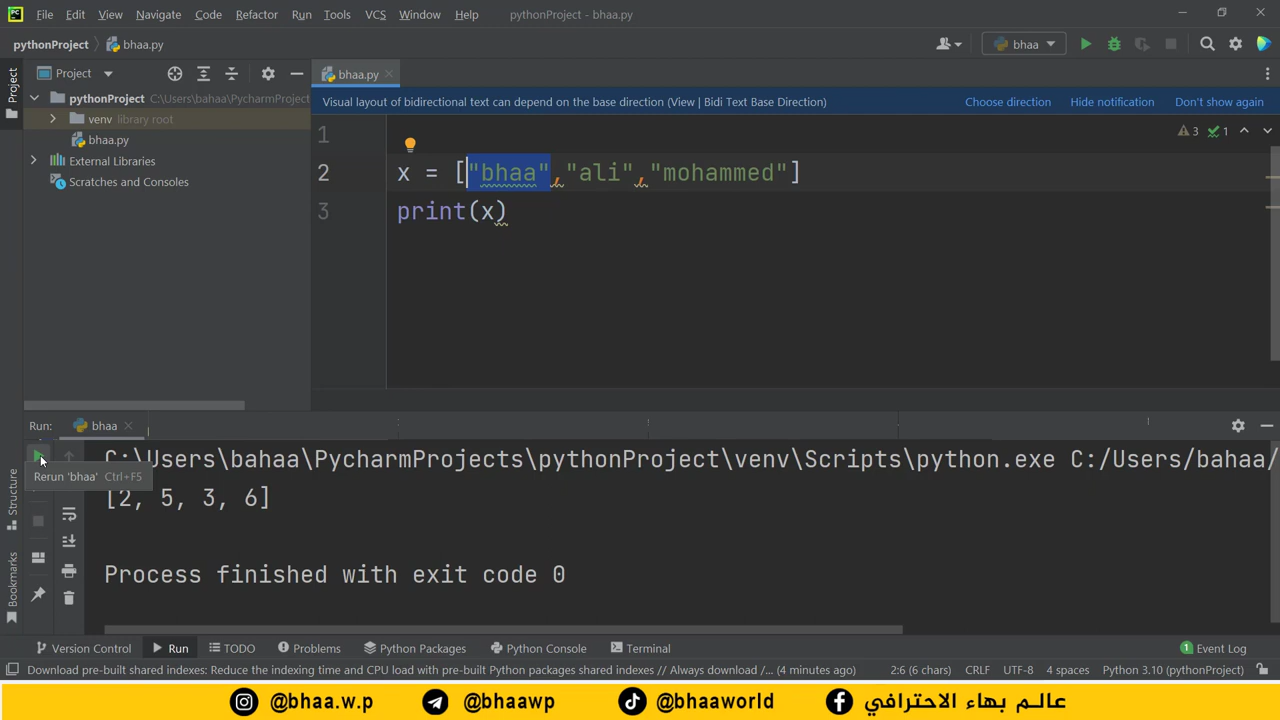 PC File Edit View Navigate Code Refactor Run Tools VCS Window Help pythonProject - bhaa.py
pythonProject bhaa.py bhaa
Project Project bhaa.py
pythonProject C:\Users\bahaa\PycharmProject
venv library root
bhaa.py
External Libraries
Scratches and Consoles
Visual layout of bidirectional text can depend on the base direction (View | Bidi Text Base Direction) Choose direction Hide notification Don't show again
3 1
1
2 x = ["bhaa","ali","mohammed"]
3 print(x)
Run: bhaa
C:\Users\bahaa\PycharmProjects\pythonProject\venv\Scripts\python.exe C:/Users/bahaa/
Rerun 'bhaa' Ctrl+F5
[2, 5, 3, 6]
Process finished with exit code 0
Structure
Bookmarks
Version Control Run TODO Problems Python Packages Python Console Terminal 1 Event Log
Download pre-built shared indexes: Reduce the indexing time and CPU load with pre-built Python packages shared indexes // Always download /... (4 minutes ago) 2:6 (6 chars) CRLF UTF-8 4 spaces Python 3.10 (pythonProject)
@bhaa.w.p @bhaawp @bhaaworld عالم بهاء الاحترافي